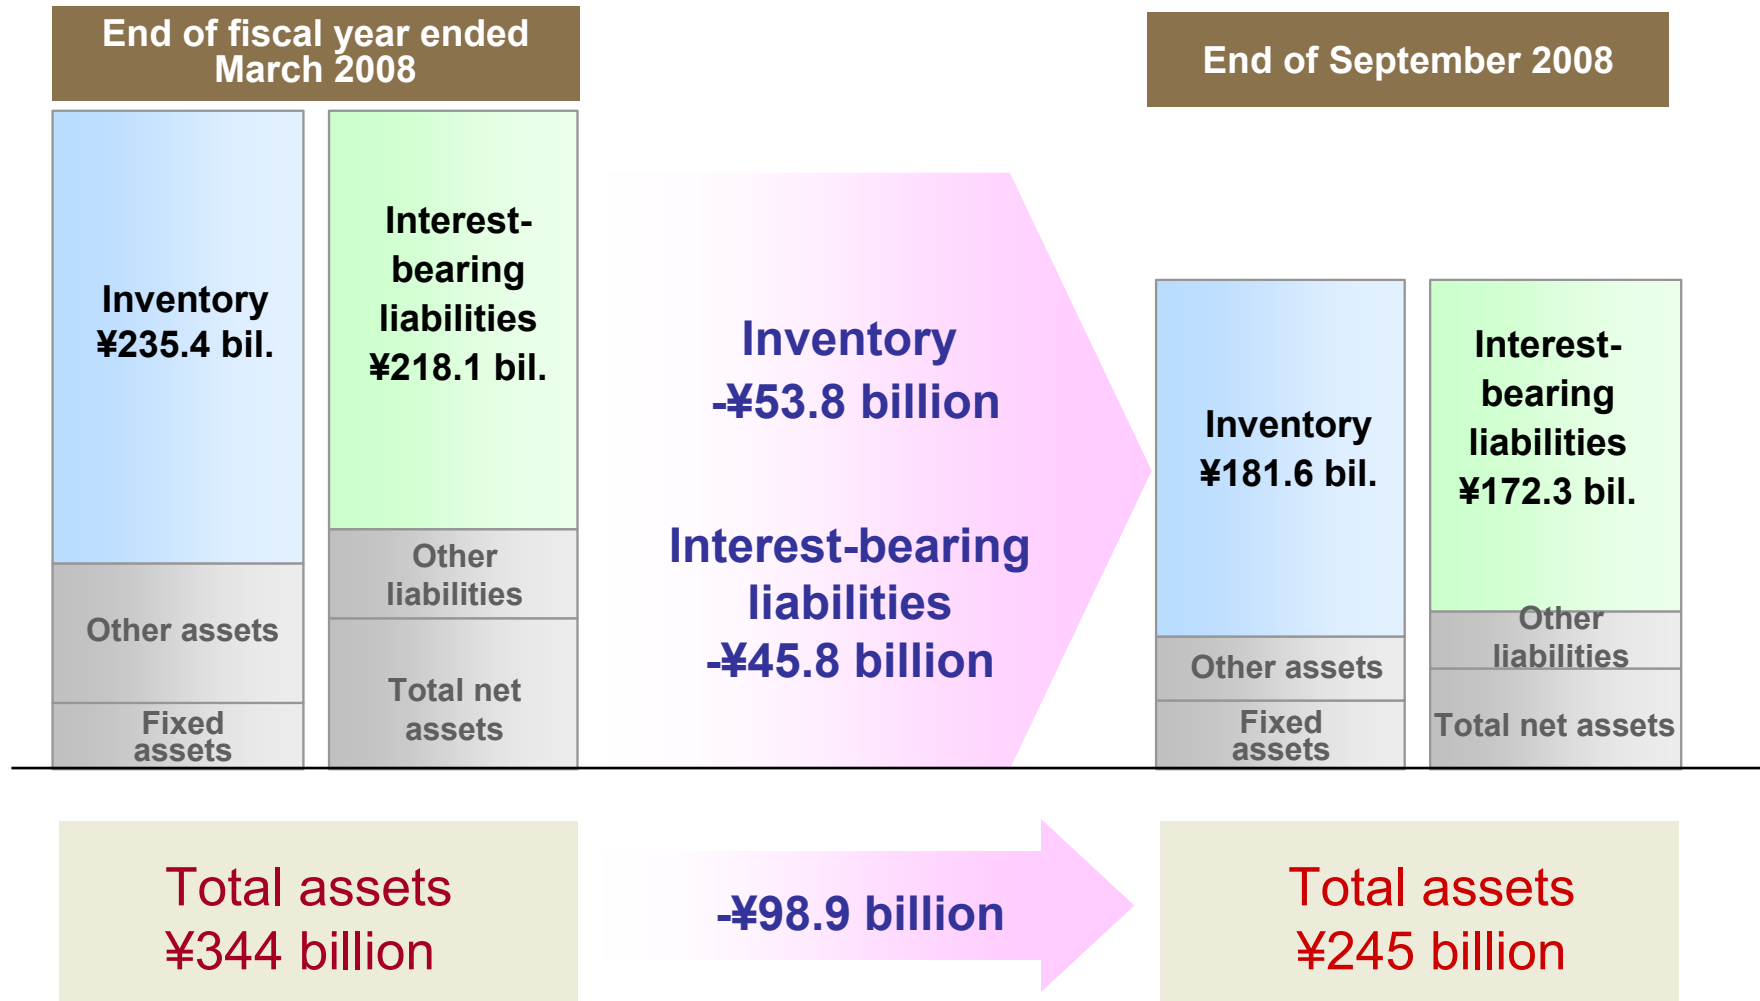 End of fiscal year ended
March 2008
End of September 2008
Inventory
¥235.4 bil.
Other assets
Fixed
assets
Interest-
bearing
liabilities
¥218.1 bil.
Other
liabilities
Total net
assets
Inventory
-¥53.8 billion
Interest-bearing
liabilities
-¥45.8 billion
Inventory
¥181.6 bil.
Other assets
Fixed
assets
Interest-
bearing
liabilities
¥172.3 bil.
Other
liabilities
Total net assets
Total assets
¥344 billion
-¥98.9 billion
Total assets
¥245 billion